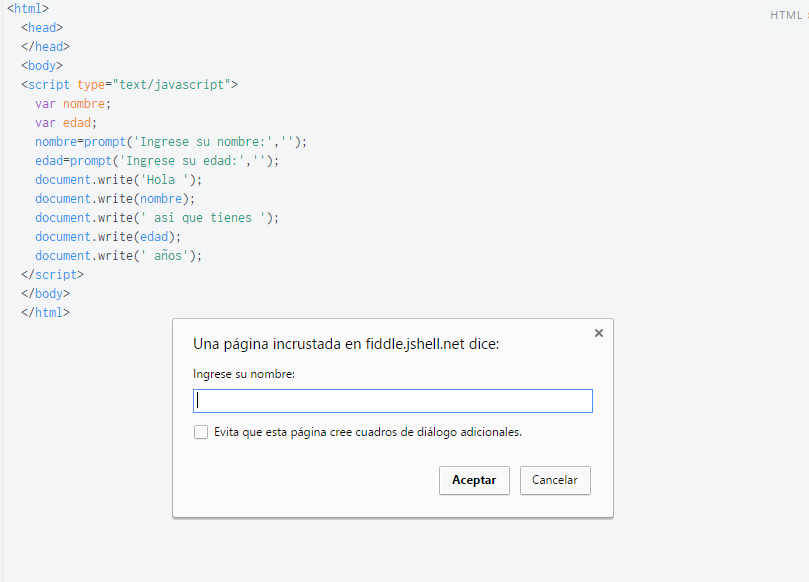 <html>
HTML
<head>
</head>
<body>
<script type="text/javascript">
var nombre;
var edad;
nombre=prompt('Ingrese su nombre:','');
edad=prompt('Ingrese su edad:','');
document.write('Hola ');
document.write(nombre);
document.write(' asi que tienes ');
document.write(edad);
document.write(' años');
</script>
</body>
</html>
Una página incrustada en fiddle.jshell.net dice:
Ingrese su nombre:
Evita que esta página cree cuadros de diálogo adicionales.
Aceptar Cancelar